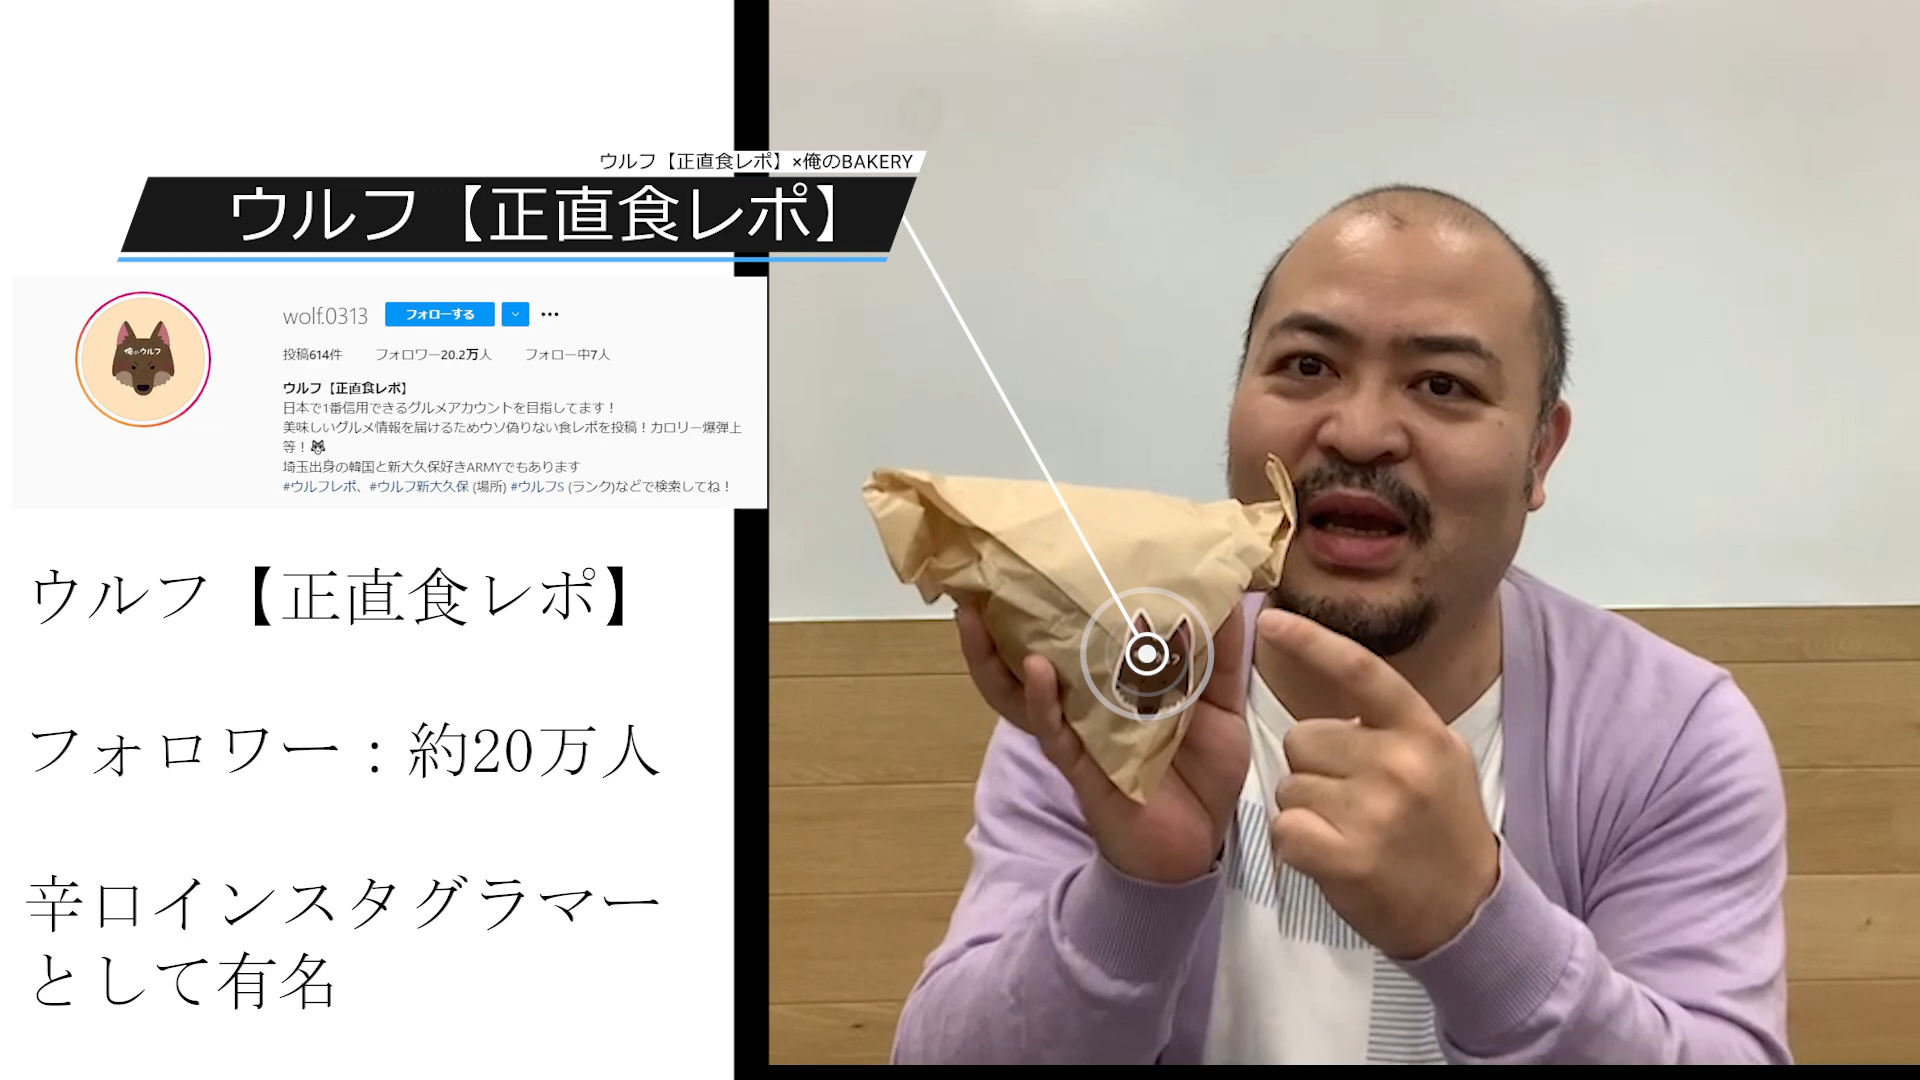 ウルフ【正直食レポ】×俺のBAKERY
ウルフ【正直食レポ】
俺のウルフ
wolf.0313 フォローする
投稿614件 フォロワー20.2万人 フォロー中7人
ウルフ【正直食レポ】
日本で1番信用できるグルメアカウントを目指してます！
美味しいグルメ情報を届けるためウソ偽りない食レポを投稿！カロリー爆弾上
等！🐺
埼玉出身の韓国と新大久保好きARMYでもあります
#ウルフレポ、#ウルフ新大久保 (場所) #ウルフS (ランク)などで検索してね！
ウルフ【正直食レポ】
フォロワー：約20万人
辛口インスタグラマー
として有名